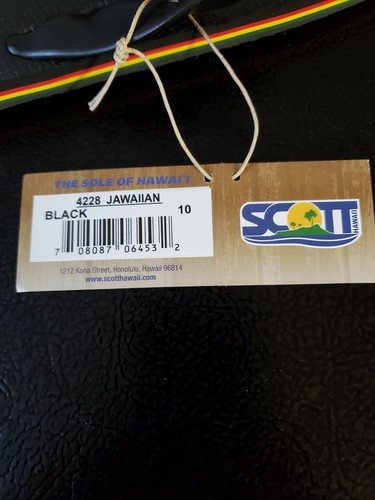 THE SOLE OF HAWAI'I
4228 JAWAIIAN
BLACK 10
7 08087 06453 2
1212 Kona Street, Honolulu, Hawaii 96814
www.scotthawaii.com
SCOTT
HAWAII